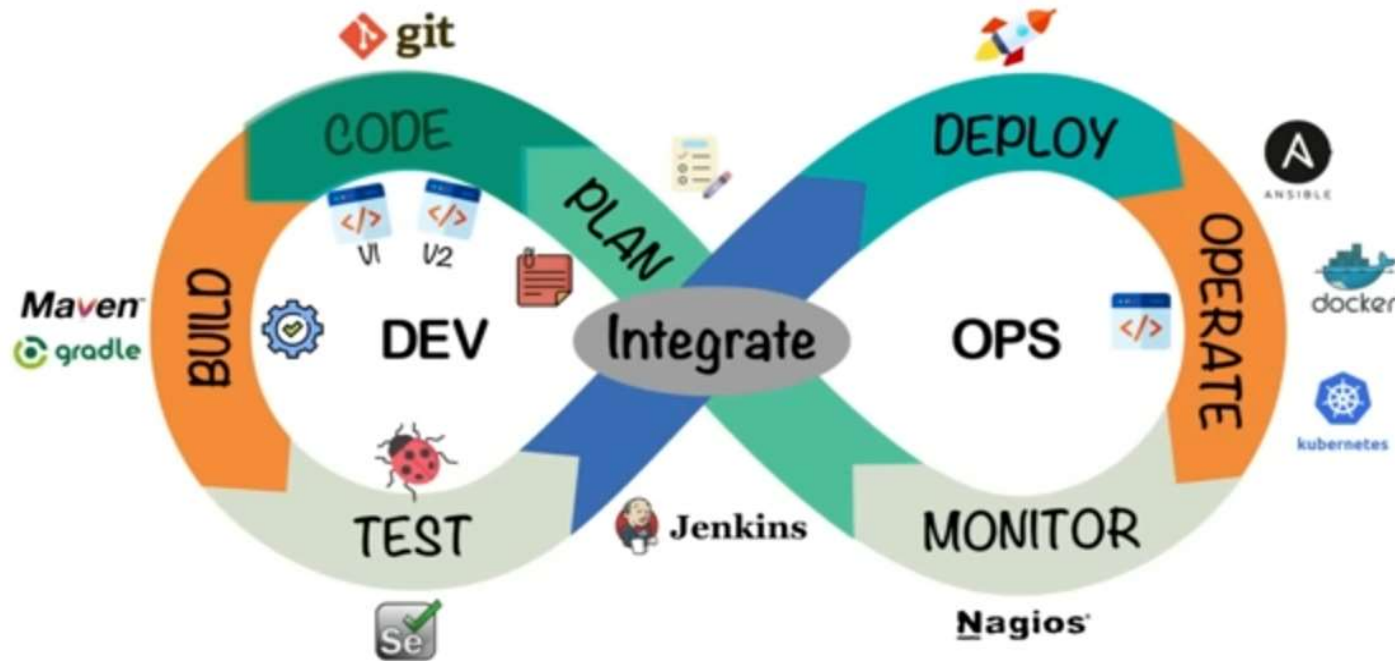 git
CODE
PLAN
</>
</>
V1
V2
BUILD
Maven™
gradle
DEV
Integrate
TEST
Se
Jenkins
DEPLOY
OPERATE
OPS
</>
MONITOR
ANSIBLE
docker
kubernetes
Nagios®